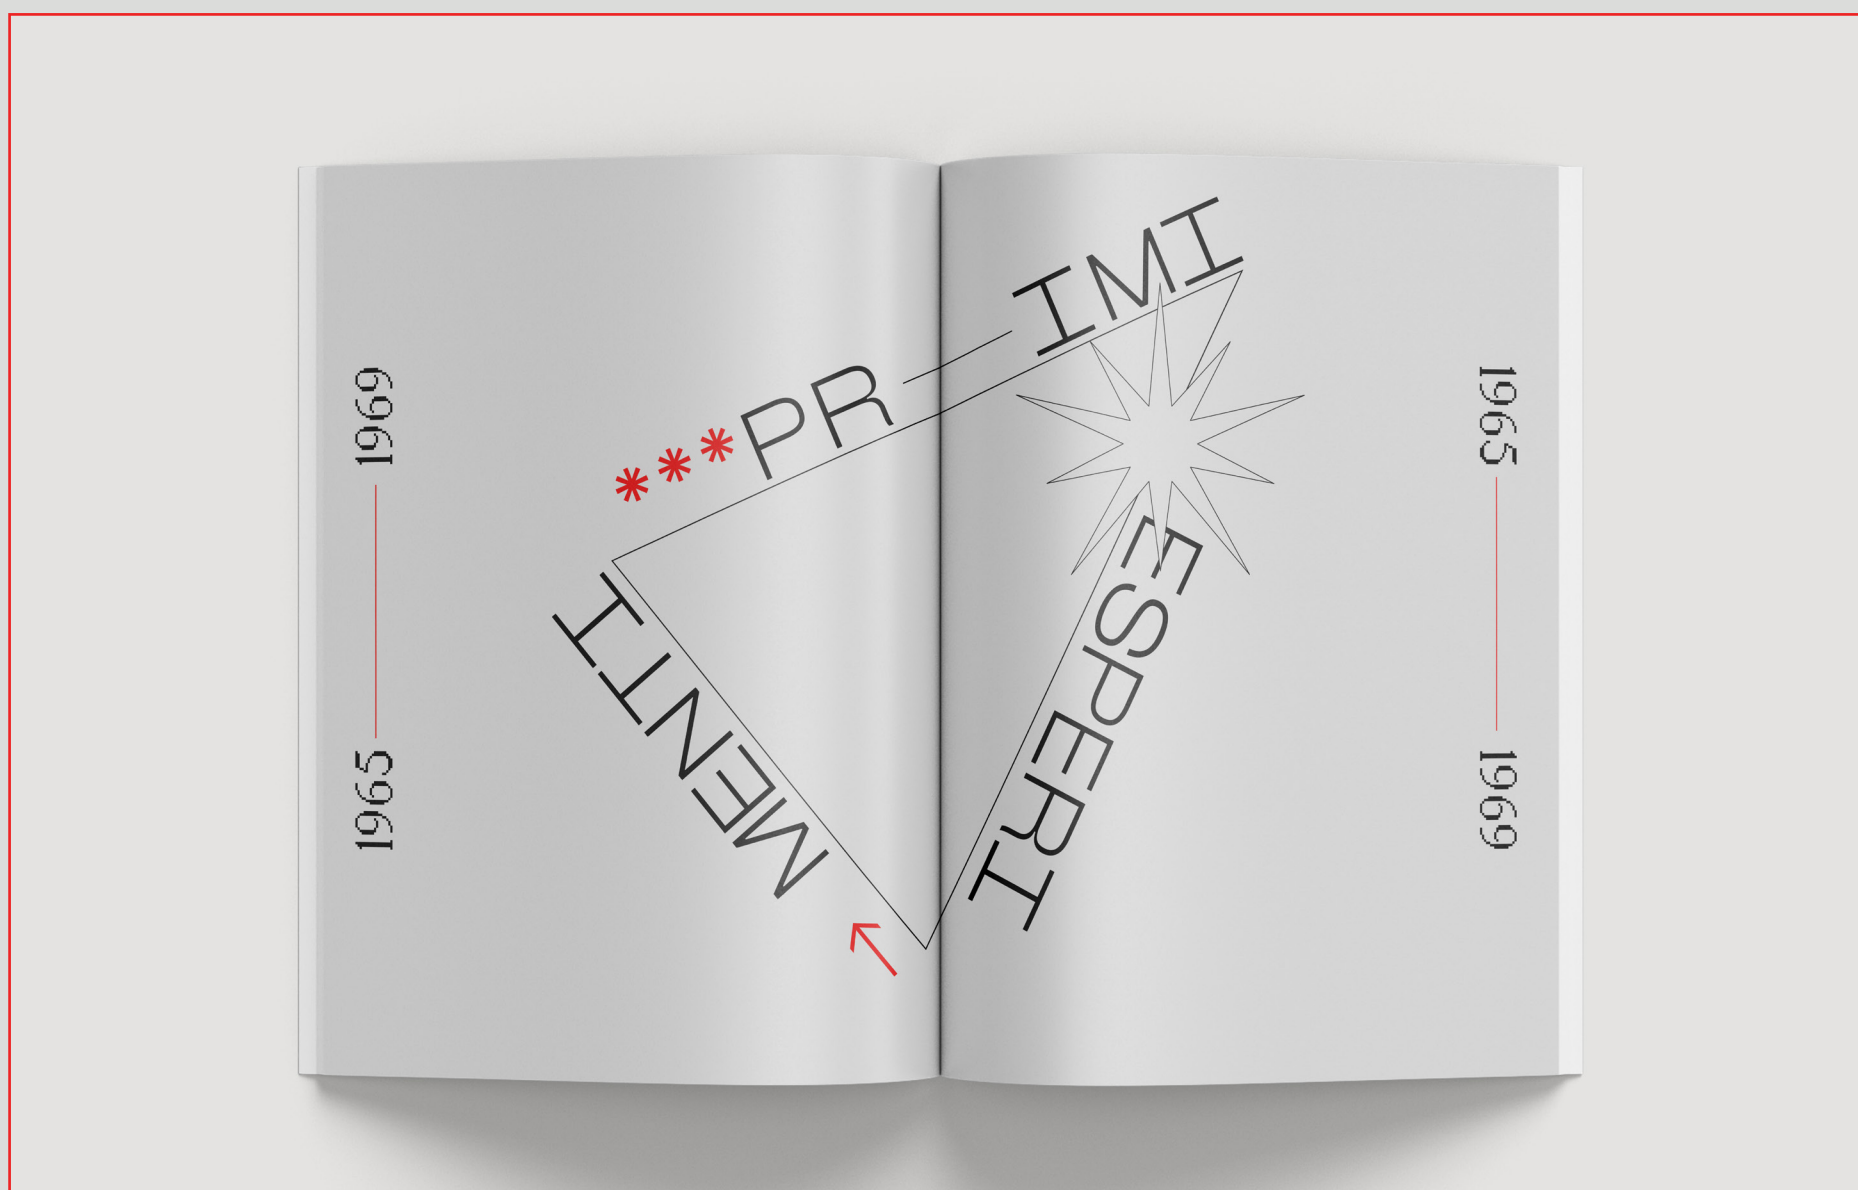 ***PR — IMI
ESPERI
MENTI
1965 — 1969
1965 — 1969